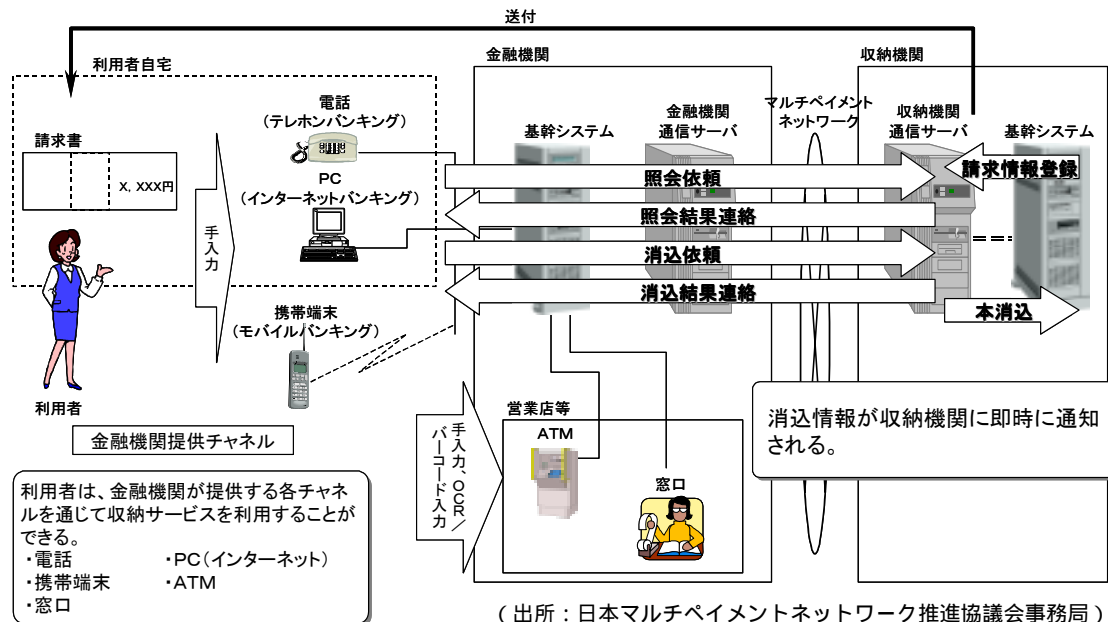 送付
利用者自宅
請求書
X,XXX円
利用者
手入力
電話
(テレホンバンキング)
PC
(インターネットバンキング)
携帯端末
(モバイルバンキング)
金融機関提供チャネル
利用者は、金融機関が提供する各チャネ
ルを通じて収納サービスを利用することが
できる。
・電話 ・PC(インターネット)
・携帯端末 ・ATM
・窓口
金融機関
基幹システム
金融機関
通信サーバ
マルチペイメント
ネットワーク
収納機関
収納機関
通信サーバ
基幹システム
請求情報登録
照会依頼
照会結果連絡
消込依頼
消込結果連絡
本消込
手入力、OCR/
バーコード入力
営業店等
ATM
窓口
消込情報が収納機関に即時に通知
される。
(出所:日本マルチペイメントネットワーク推進協議会事務局)